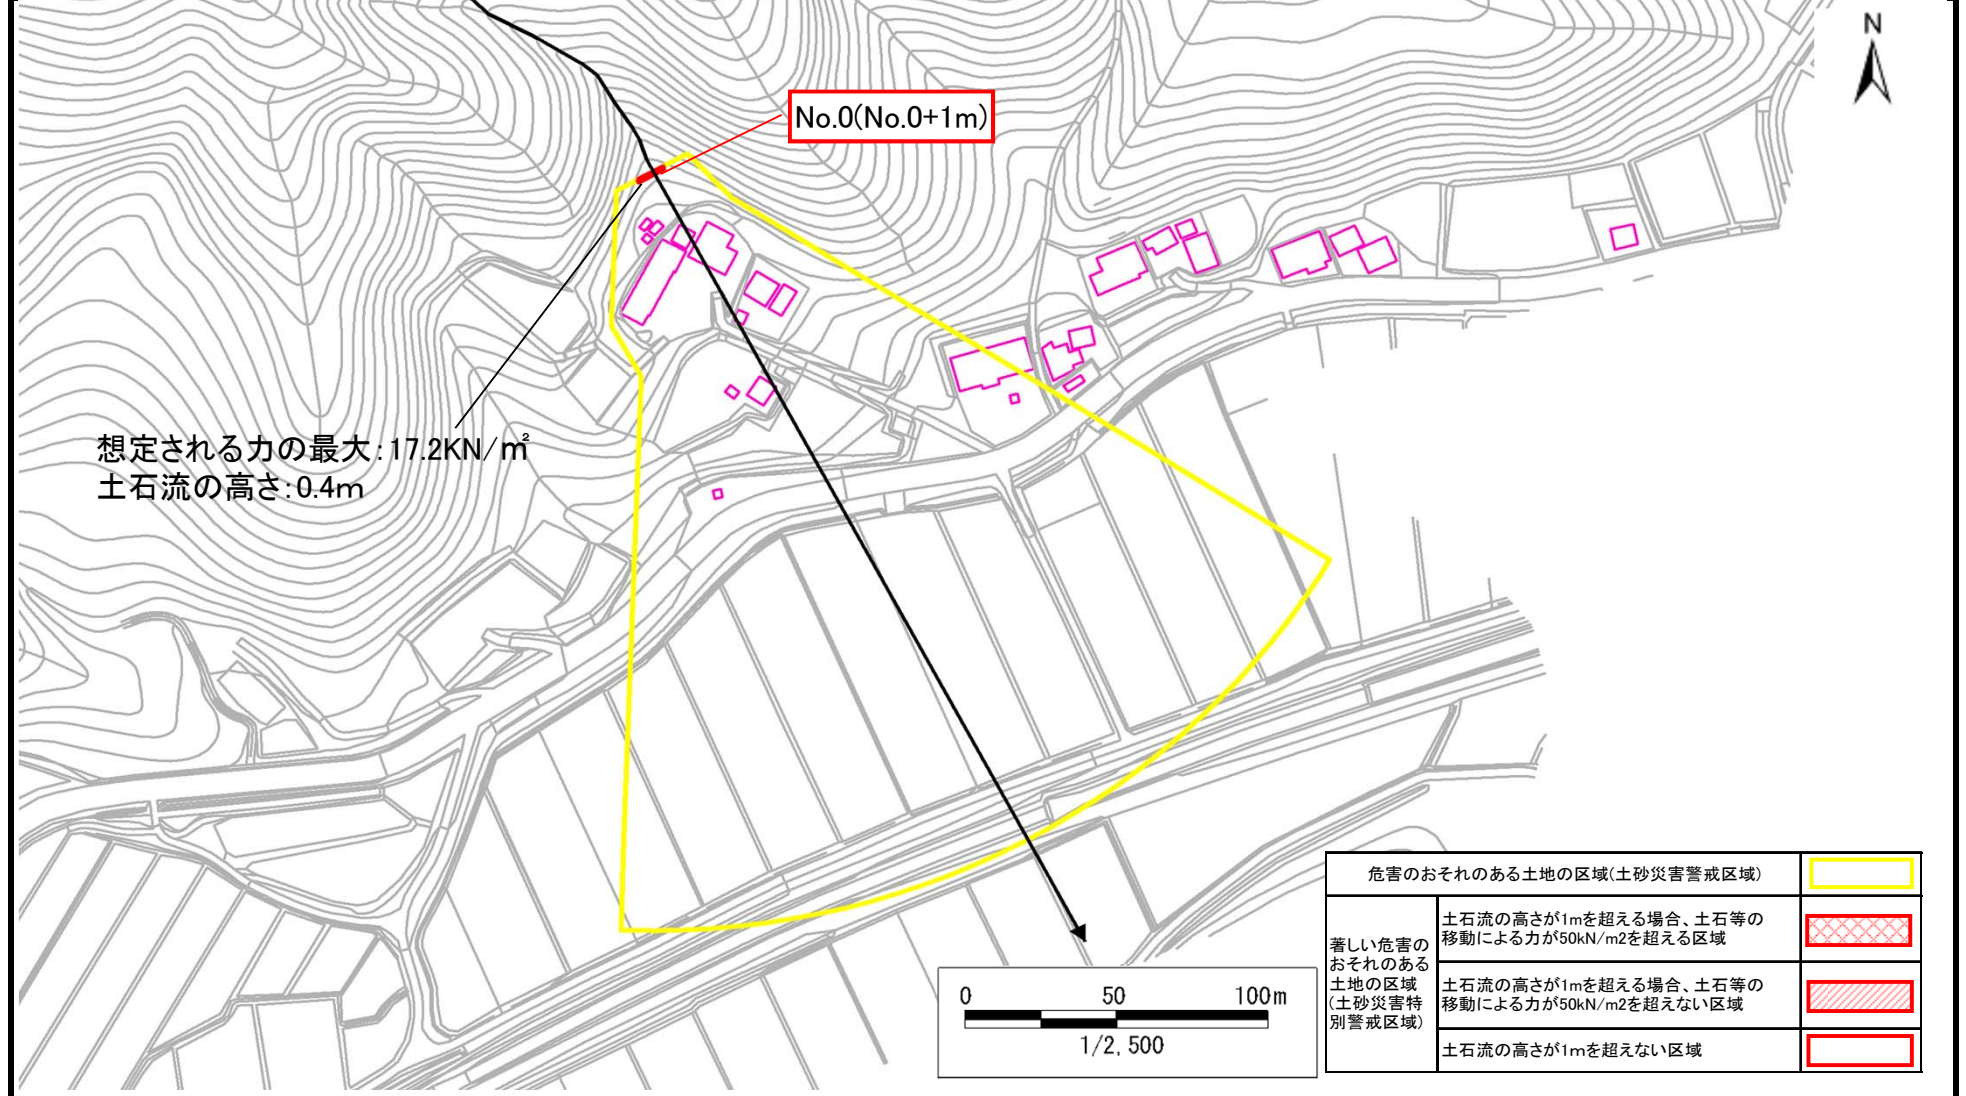 N
No.0(No.0+1m)
想定される力の最大:17.2KN/㎡
土石流の高さ:0.4m
0 50 100m
1/2,500
危害のおそれのある土地の区域(土砂災害警戒区域)
著しい危害の
おそれのある
土地の区域
(土砂災害特
別警戒区域)
土石流の高さが1mを超える場合、土石等の
移動による力が50kN/m2を超える区域
土石流の高さが1mを超える場合、土石等の
移動による力が50kN/m2を超えない区域
土石流の高さが1mを超えない区域